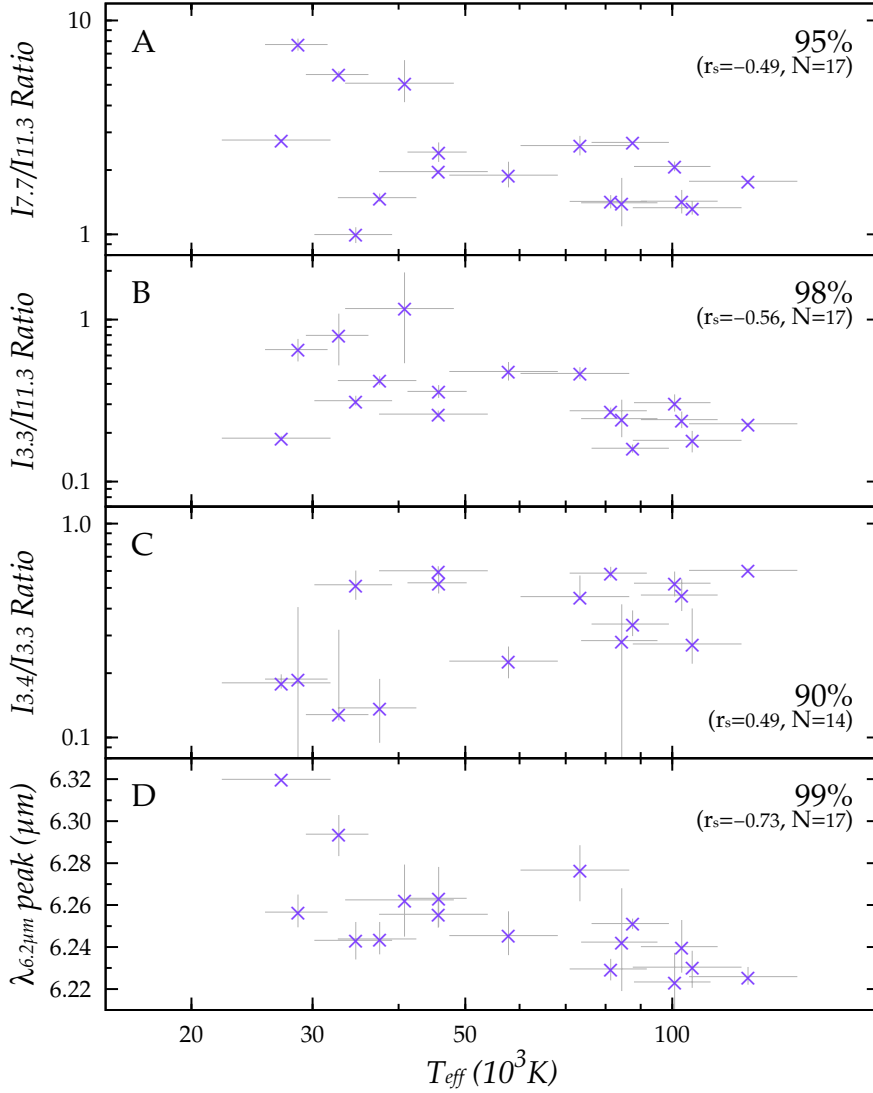 10
1
I7.7/I11.3 Ratio
A
95%
(rs=−0.49, N=17)
1
0.1
I3.3/I11.3 Ratio
B
98%
(rs=−0.56, N=17)
1.0
0.1
I3.4/I3.3 Ratio
C
90%
(rs=0.49, N=14)
6.32
6.30
6.28
6.26
6.24
6.22
λ6.2μm peak (μm)
D
99%
(rs=−0.73, N=17)
20
30
50
100
Teff (10³K)